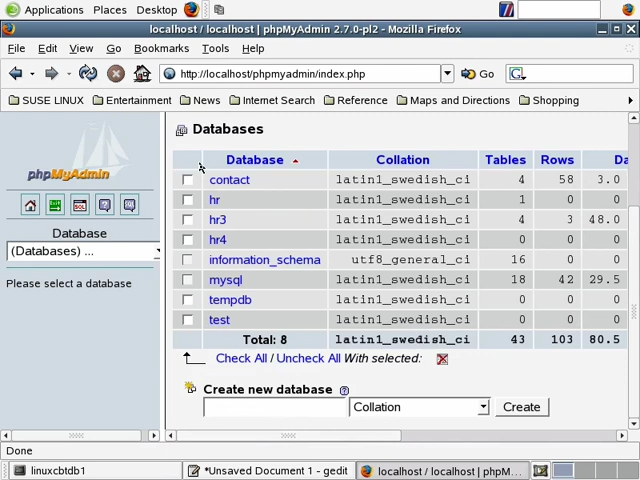 Applications Places Desktop
localhost / localhost | phpMyAdmin 2.7.0-pl2 - Mozilla Firefox
File Edit View Go Bookmarks Tools Help
http://localhost/phpmyadmin/index.php Go G
SUSE LINUX Entertainment News Internet Search Reference Maps and Directions Shopping
phpMyAdmin
SQL
Database
(Databases) ...
Please select a database
Databases
Database Collation Tables Rows Da
contact latin1_swedish_ci 4 58 3.0
hr latin1_swedish_ci 1 0 0
hr3 latin1_swedish_ci 4 3 48.0
hr4 latin1_swedish_ci 0 0 0
information_schema utf8_general_ci 16
mysql latin1_swedish_ci 18 42 29.5
tempdb latin1_swedish_ci 0 0 0
test latin1_swedish_ci 0 0 0
Total: 8 latin1_swedish_ci 43 103 80.5
Check All / Uncheck All With selected:
Create new database
Collation Create
Done
linuxcbtdb1 *Unsaved Document 1 - gedit localhost / localhost | phpM...